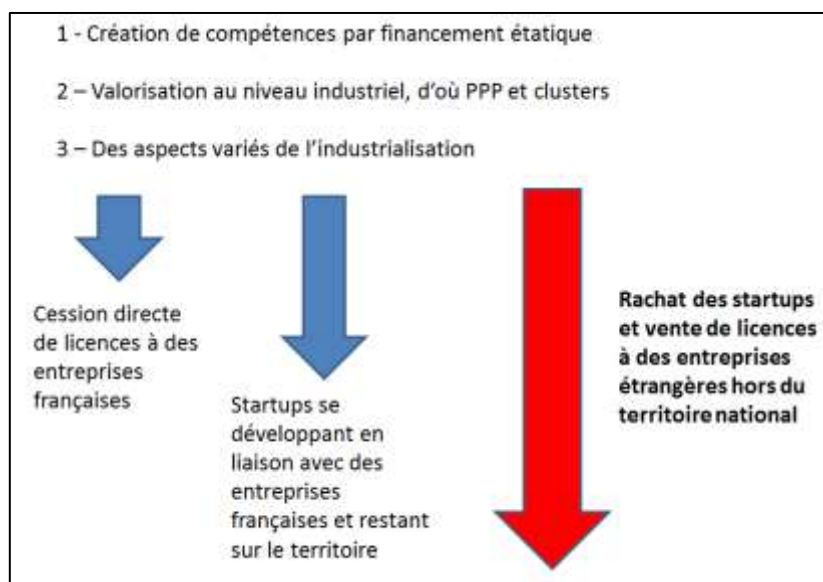 1 - Création de compétences par financement étatique
2 – Valorisation au niveau industriel, d'où PPP et clusters
3 – Des aspects variés de l'industrialisation
Cession directe
de licences à des
entreprises
françaises
Startups se
développant en
liaison avec des
entreprises
françaises et restant
sur le territoire
Rachat des startups
et vente de licences
à des entreprises
étrangères hors du
territoire national